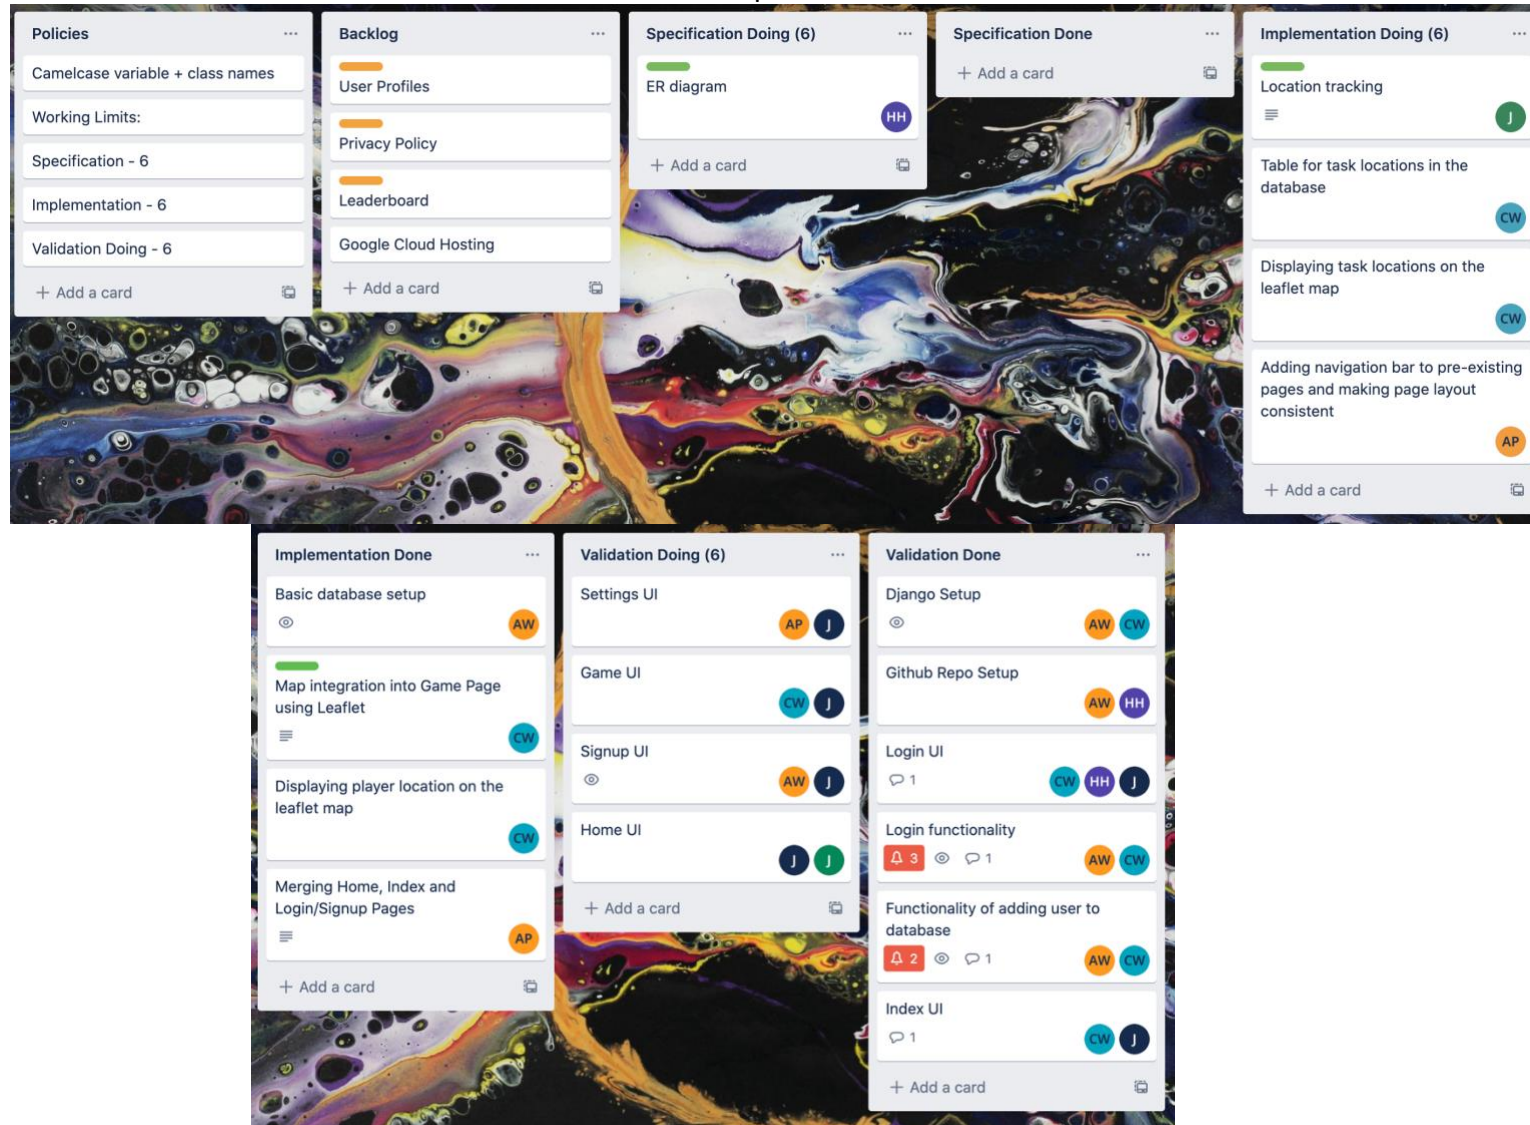 Policies
Camelcase variable + class names
Working Limits:
Specification - 6
Implementation - 6
Validation Doing - 6
+ Add a card
Backlog
User Profiles
Privacy Policy
Leaderboard
Google Cloud Hosting
+ Add a card
Specification Doing (6)
ER diagram
HH
+ Add a card
Specification Done
+ Add a card
Implementation Doing (6)
Location tracking
J
Table for task locations in the
database
CW
Displaying task locations on the
leaflet map
CW
Adding navigation bar to pre-existing
pages and making page layout
consistent
AP
+ Add a card
Implementation Done
Basic database setup
AW
Map integration into Game Page
using Leaflet
CW
Displaying player location on the
leaflet map
CW
Merging Home, Index and
Login/Signup Pages
AP
+ Add a card
Validation Doing (6)
Settings UI
AP J
Game UI
CW J
Signup UI
AW J
Home UI
J J
+ Add a card
Validation Done
Django Setup
AW CW
Github Repo Setup
AW HH
Login UI
1 CW HH J
Login functionality
3 1 AW CW
Functionality of adding user to
database
2 1 AW CW
Index UI
1 CW J
+ Add a card